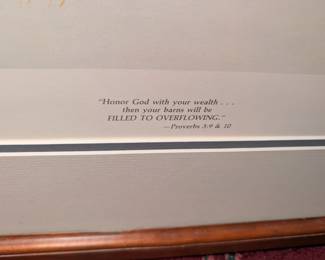 "Honor God with your wealth . . .
then your barns will be
FILLED TO OVERFLOWING."
—Proverbs 3:9 & 10